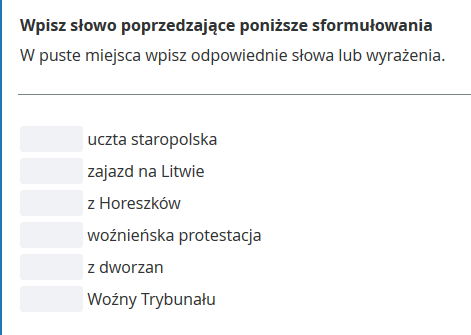 Wpisz słowo poprzedzające poniższe sformułowania
W puste miejsca wpisz odpowiednie słowa lub wyrażenia.
uczta staropolska
zajazd na Litwie
z Horeszków
woźnieńska protestacja
z dworzan
Woźny Trybunału